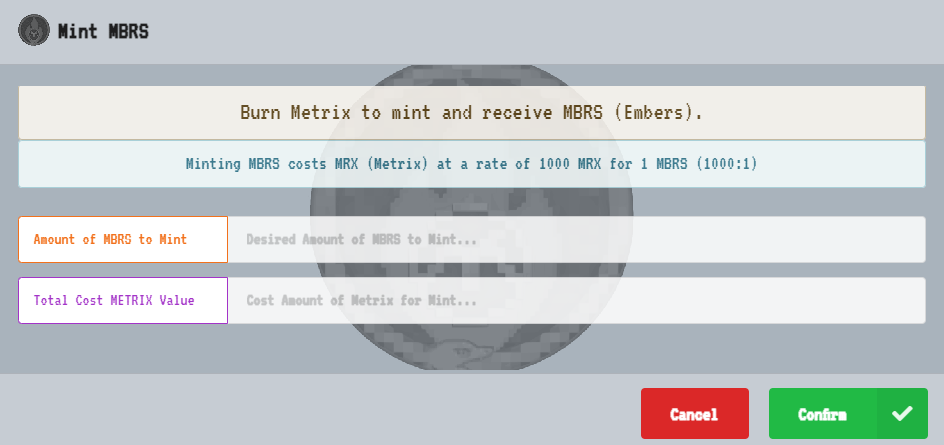 Mint MBRS
Burn Metrix to mint and receive MBRS (Embers).
Minting MBRS costs MRX (Metrix) at a rate of 1000 MRX for 1 MBRS (1000:1)
Amount of MBRS to Mint
Desired Amount of MBRS to Mint...
Total Cost METRIX Value
Cost Amount of Metrix for Mint...
Cancel
Confirm